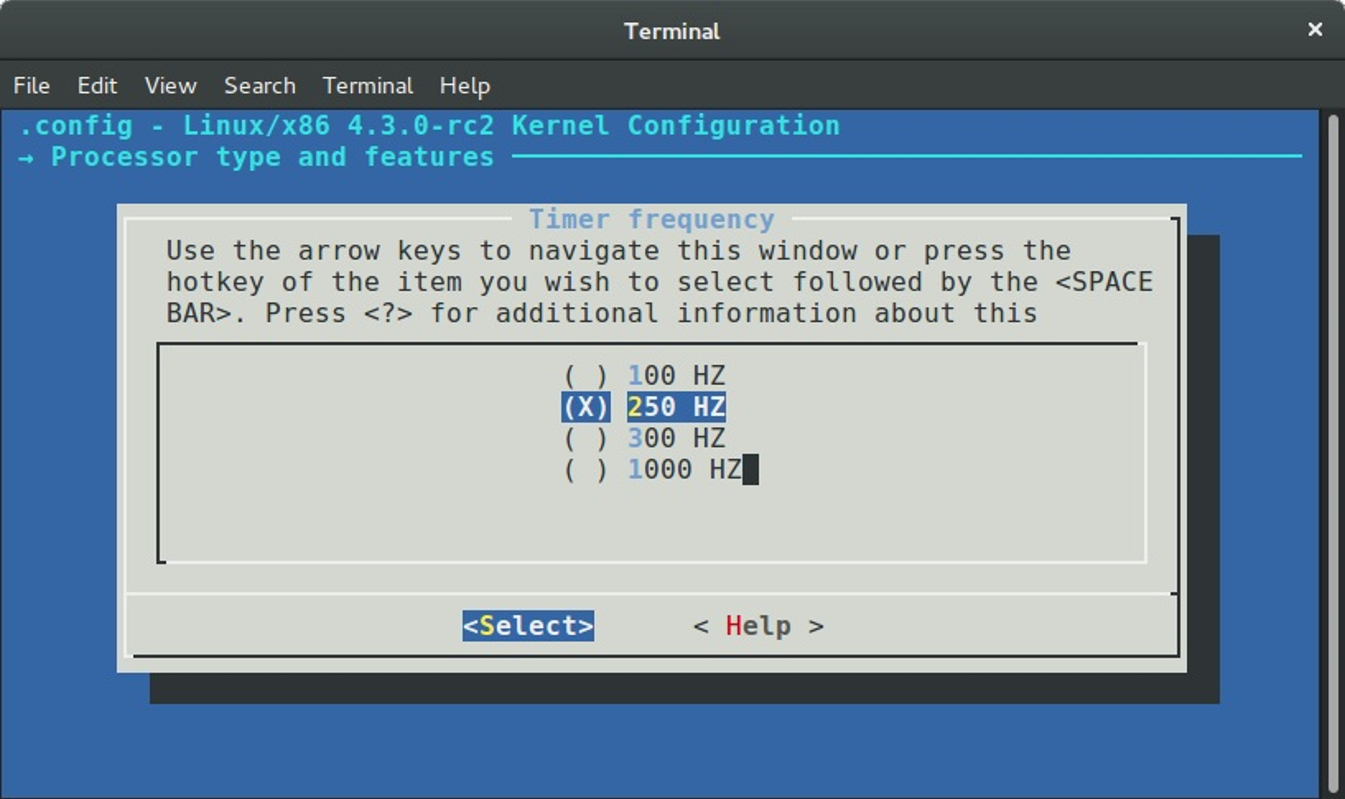 Terminal
File Edit View Search Terminal Help
.config - Linux/x86 4.3.0-rc2 Kernel Configuration
→ Processor type and features
Timer frequency
Use the arrow keys to navigate this window or press the
hotkey of the item you wish to select followed by the <SPACE
BAR>. Press <?> for additional information about this
( ) 100 HZ
(X) 250 HZ
( ) 300 HZ
( ) 1000 HZ
<Select> < Help >